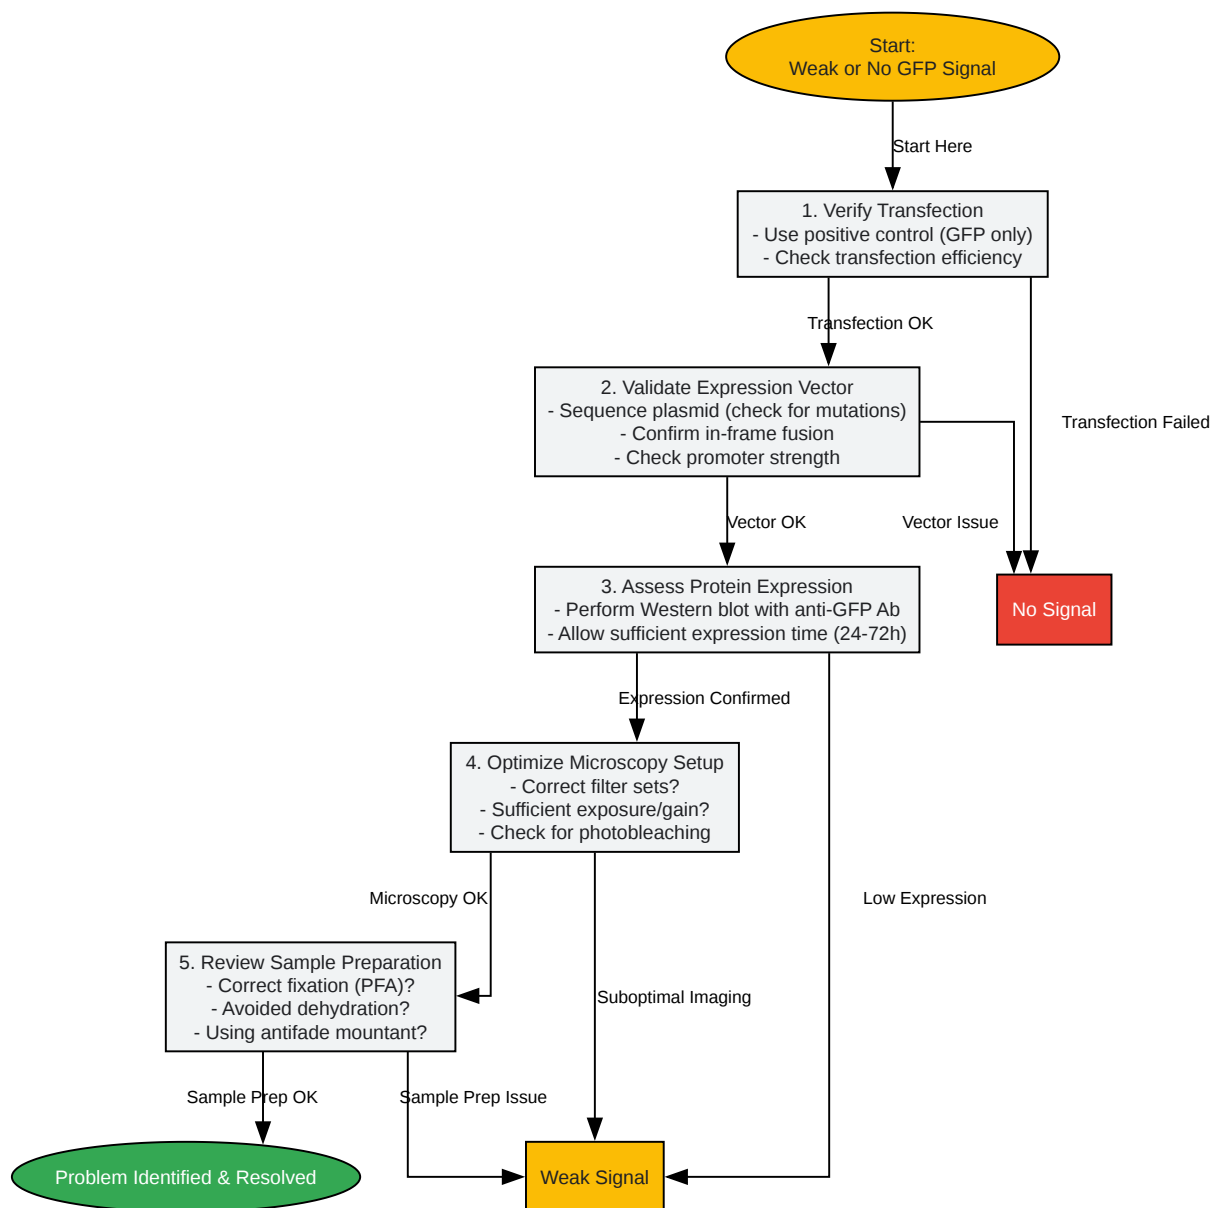 Start:
Weak or No GFP Signal
Start Here
1. Verify Transfection
- Use positive control (GFP only)
- Check transfection efficiency
Transfection OK
2. Validate Expression Vector
- Sequence plasmid (check for mutations)
- Confirm in-frame fusion
- Check promoter strength
Transfection Failed
Vector OK
Vector Issue
3. Assess Protein Expression
- Perform Western blot with anti-GFP Ab
- Allow sufficient expression time (24-72h)
No Signal
Expression Confirmed
4. Optimize Microscopy Setup
- Correct filter sets?
- Sufficient exposure/gain?
- Check for photobleaching
Microscopy OK
Low Expression
5. Review Sample Preparation
- Correct fixation (PFA)?
- Avoided dehydration?
- Using antifade mountant?
Suboptimal Imaging
Sample Prep OK
Sample Prep Issue
Problem Identified & Resolved
Weak Signal